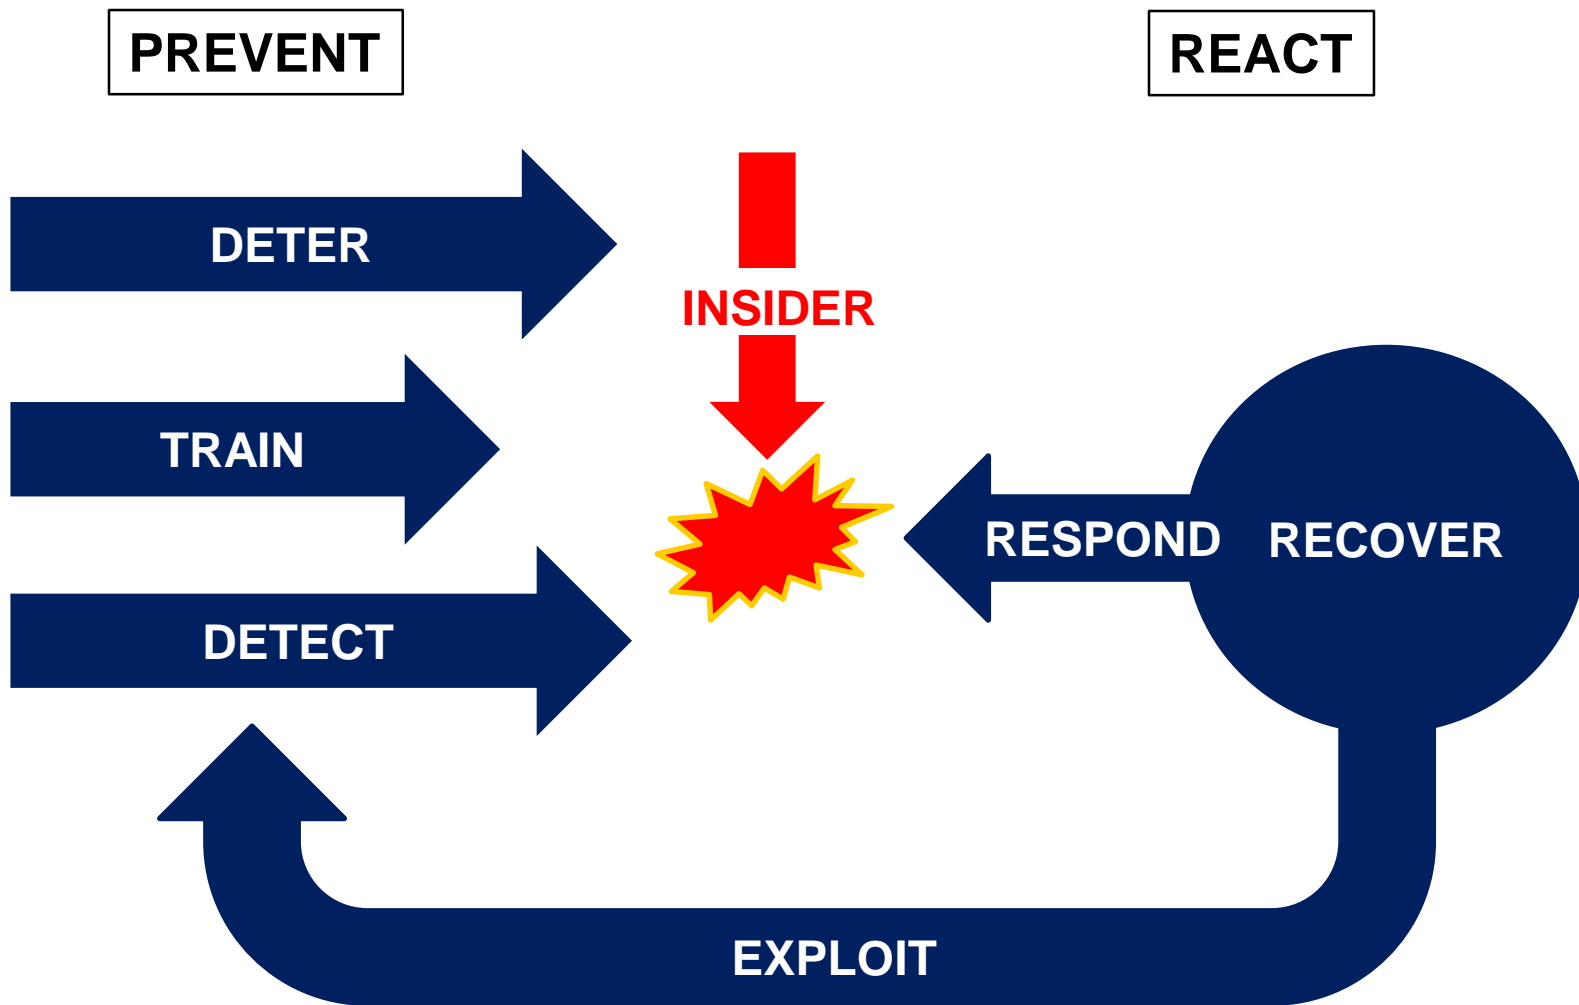 PREVENT
REACT
DETER
INSIDER
TRAIN
RESPOND
RECOVER
DETECT
EXPLOIT